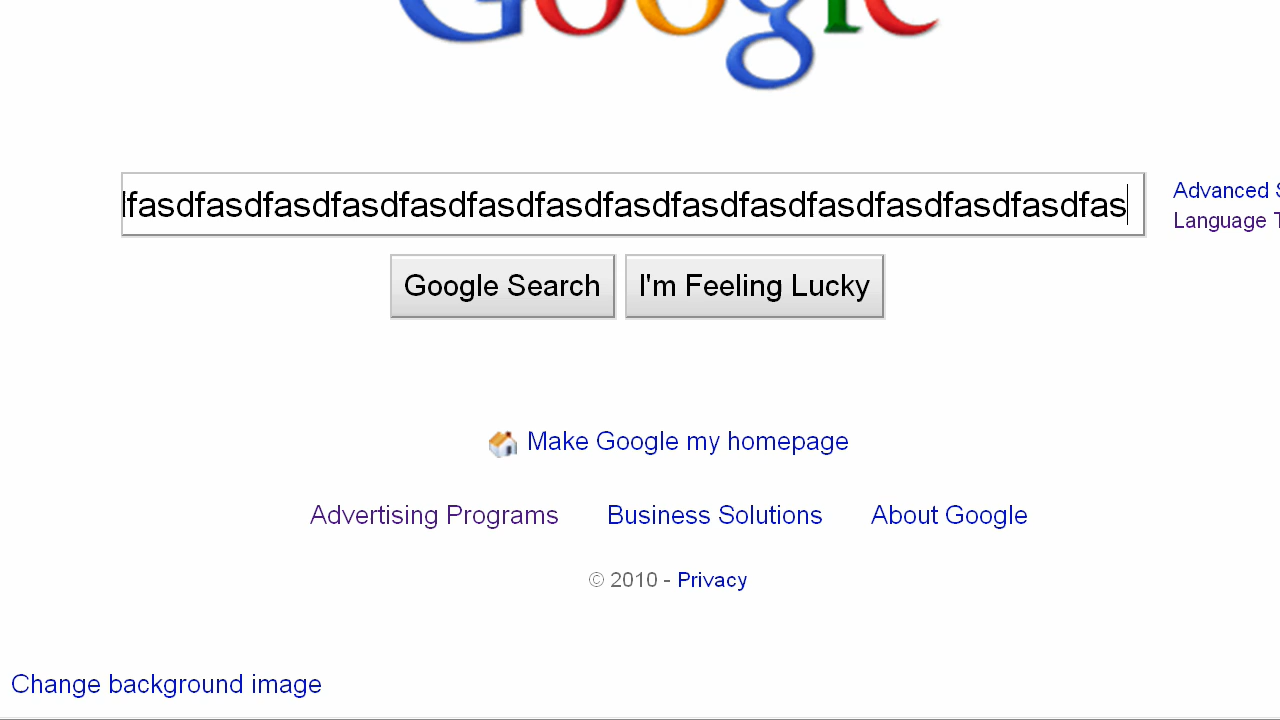 Google
lfasdfasdfasdfasdfasdfasdfasdfasdfasdfasdfasdfasdfasdfasdfas
Advanced S
Language T
Google Search I'm Feeling Lucky
Make Google my homepage
Advertising Programs Business Solutions About Google
© 2010 - Privacy
Change background image